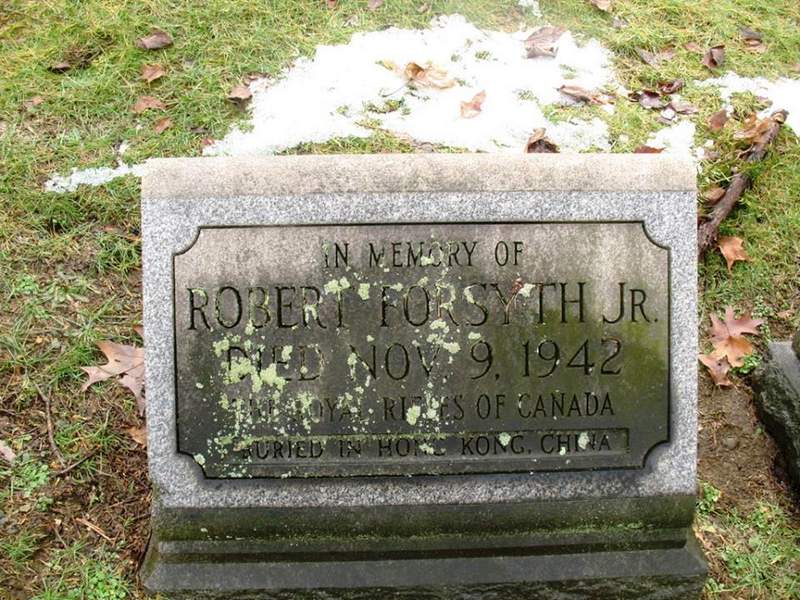 IN MEMORY OF
ROBERT FORSYTH JR.
DIED NOV. 9, 1942
THE ROYAL RIFLES OF CANADA
BURIED IN HONG KONG, CHINA